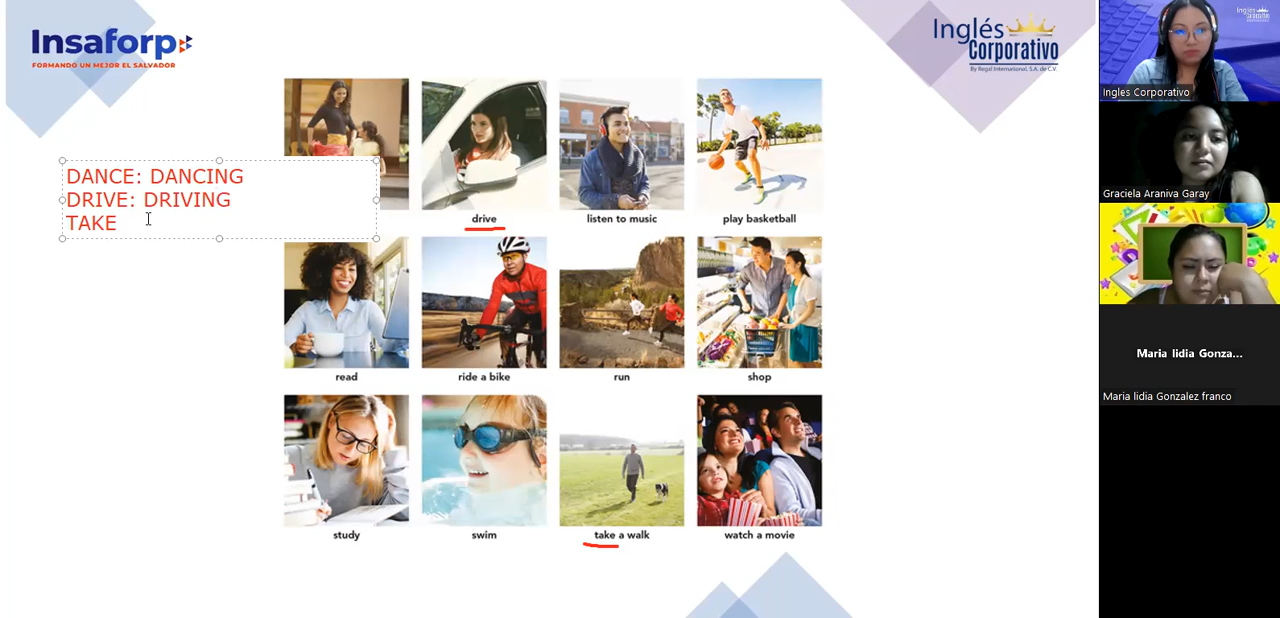 Insaforp
FORMANDO UN MEJOR EL SALVADOR
Inglés
Corporativo
By Regal International, S.A. de C.V.
DANCE: DANCING
DRIVE: DRIVING
TAKE
drive
listen to music
play basketball
read
ride a bike
run
shop
study
swim
take a walk
watch a movie
Ingles Corporativo
Graciela Araniva Garay
Maria lidia Gonza...
Maria lidia Gonzalez franco